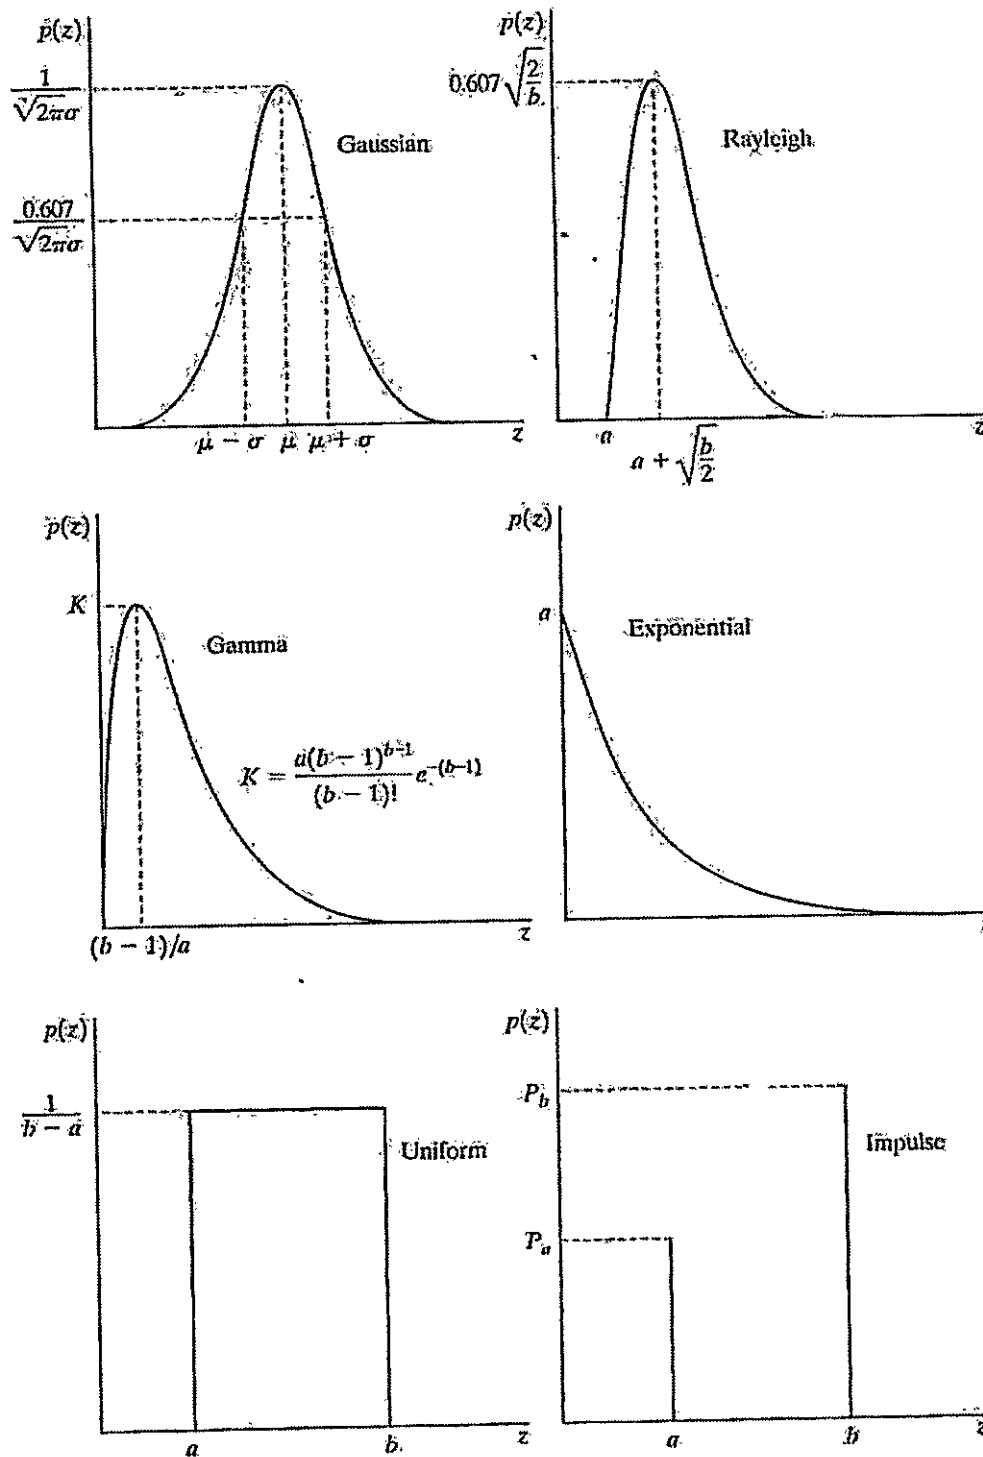 p(z)
1
√2πσ
Gaussian
0.607
√2πσ
μ − σ μ μ + σ z
p(z)
0.607 √2/b
Rayleigh
a z
a + √b/2
p(z)
K
Gamma
K = a(b − 1)^{b−1} / (b − 1)! e^{−(b−1)}
(b − 1)/a z
p(z)
a
Exponential
p(z)
1
b − a
Uniform
a b z
p(z)
P_b
Impulse
P_a
a b z